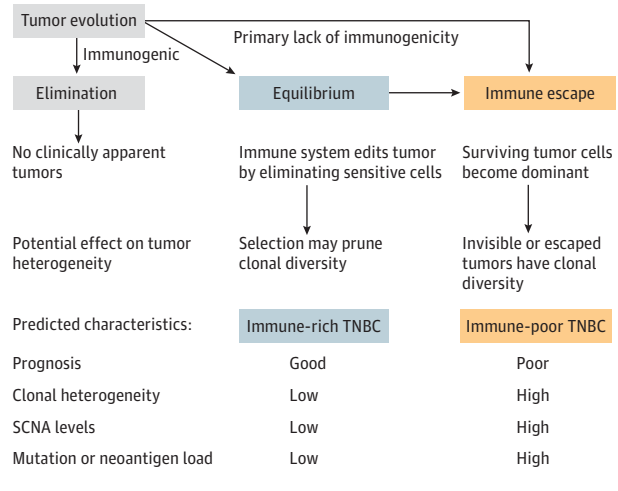 Tumor evolution
Primary lack of immunogenicity
Immunogenic
Elimination
Equilibrium
Immune escape
No clinically apparent
tumors
Immune system edits tumor
by eliminating sensitive cells
Surviving tumor cells
become dominant
Potential effect on tumor
heterogeneity
Selection may prune
clonal diversity
Invisible or escaped
tumors have clonal
diversity
Predicted characteristics: Immune-rich TNBC Immune-poor TNBC
Prognosis Good Poor
Clonal heterogeneity Low High
SCNA levels Low High
Mutation or neoantigen load Low High